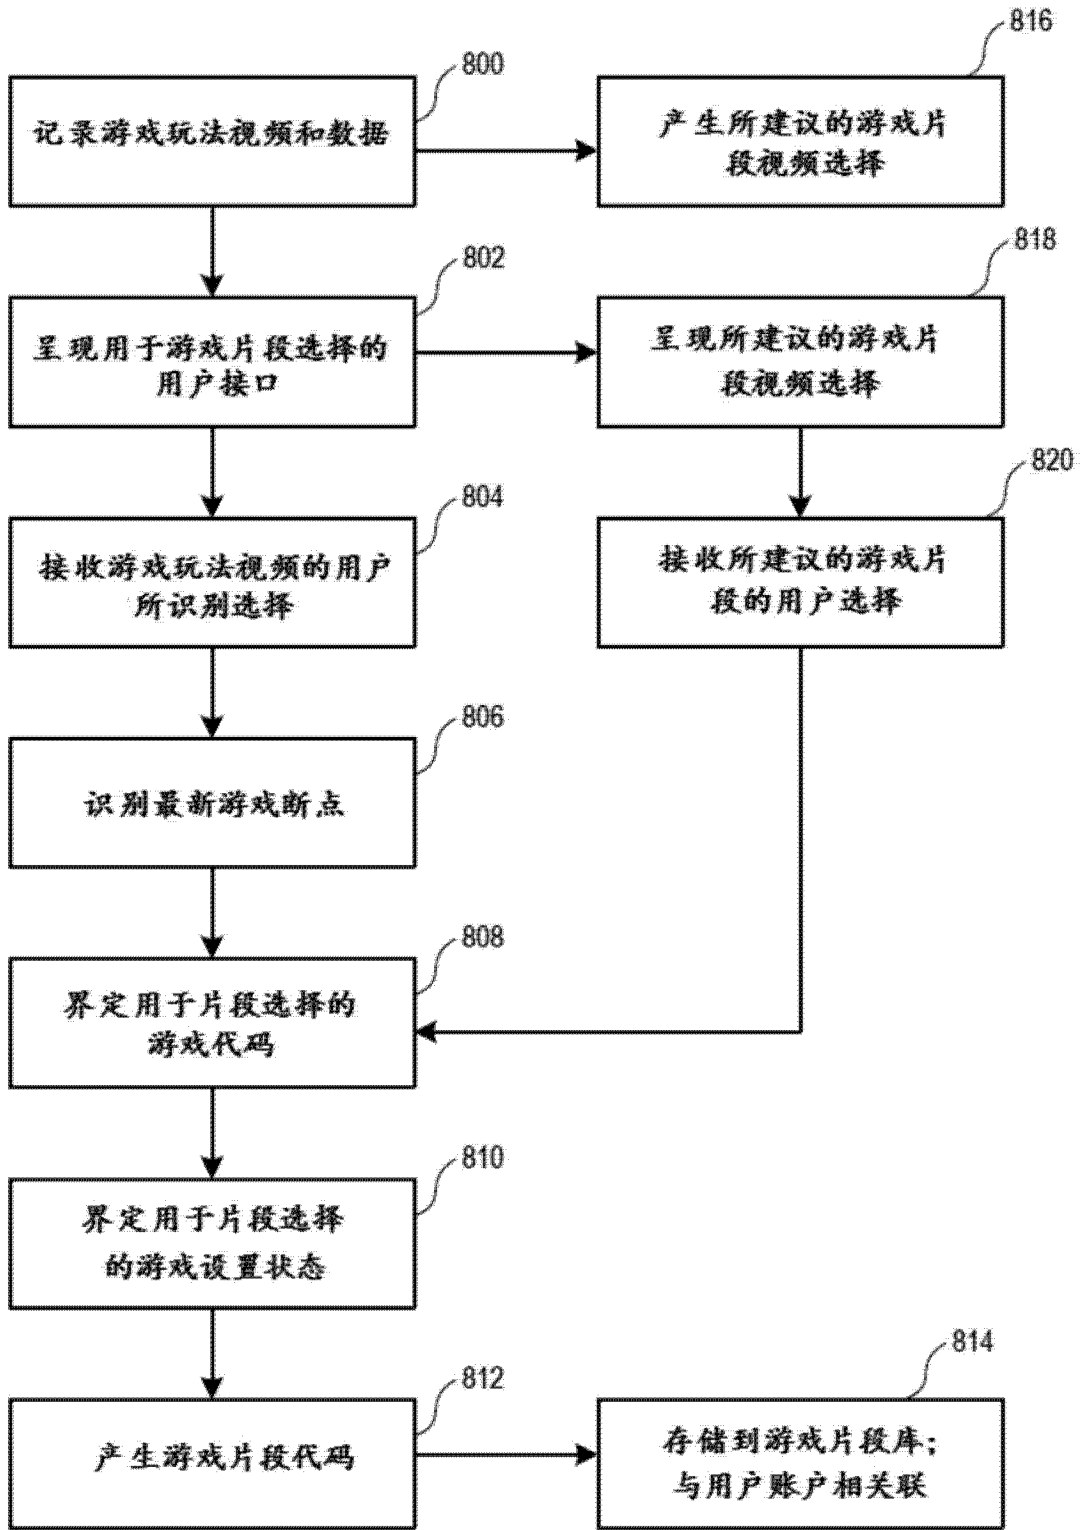 816
800
记录游戏玩法视频和数据
产生所建议的游戏片
段视频选择
818
802
呈现用于游戏片段选择的
用户接口
呈现所建议的游戏片
段视频选择
820
804
接收游戏玩法视频的用户
所识别选择
接收所建议的游戏片
段的用户选择
806
识别最新游戏断点
808
界定用于片段选择的
游戏代码
810
界定用于片段选择
的游戏设置状态
814
812
产生游戏片段代码
存储到游戏片段库;
与用户账户相关联